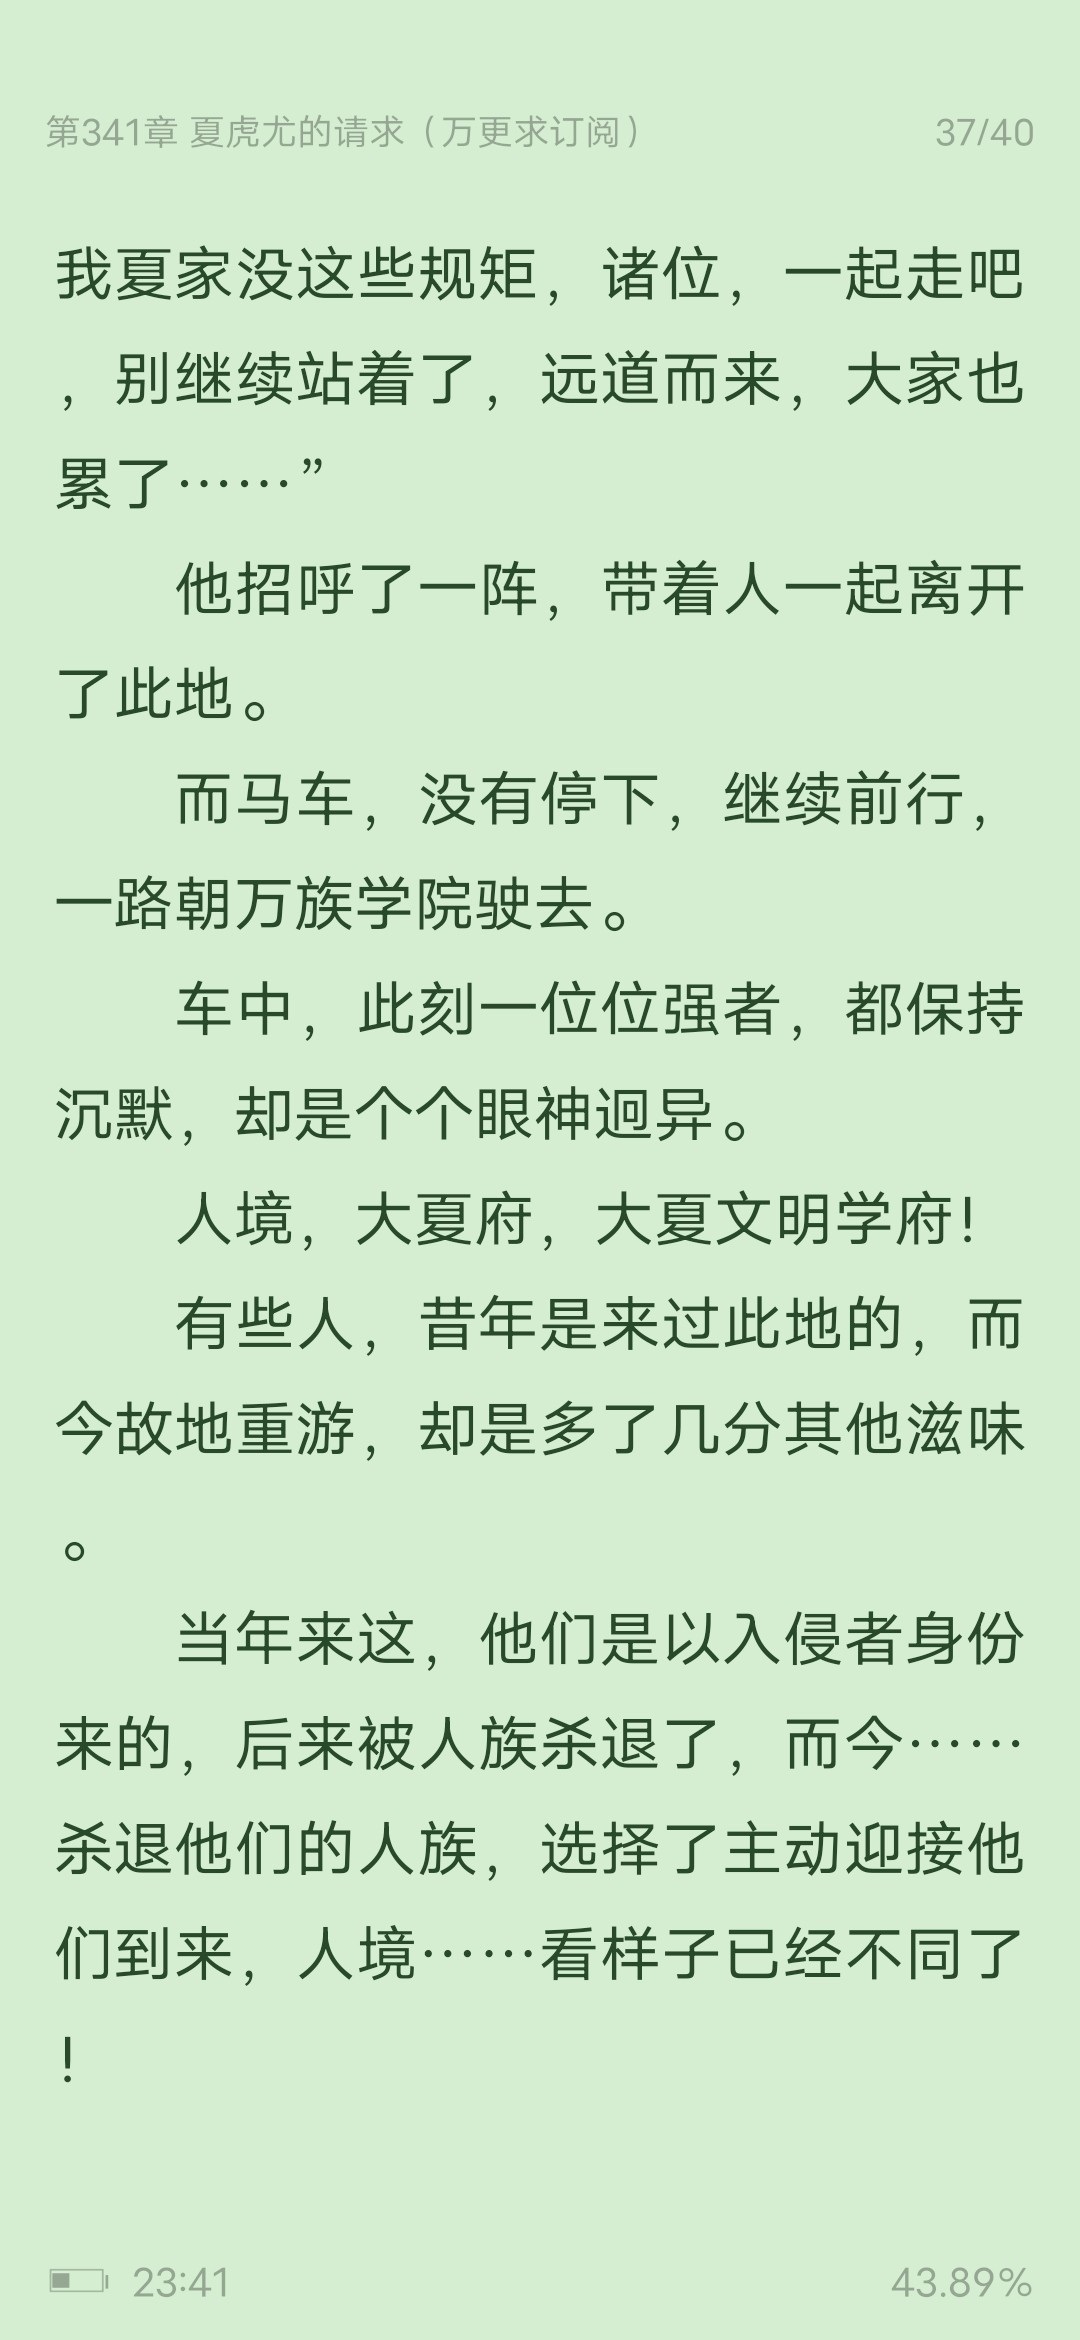 第341章 夏虎尤的请求（万更求订阅） 37/40
我夏家没这些规矩，诸位，一起走吧
，别继续站着了，远道而来，大家也
累了……”
他招呼了一阵，带着人一起离开
了此地。
而马车，没有停下，继续前行，
一路朝万族学院驶去。
车中，此刻一位位强者，都保持
沉默，却是个个眼神迥异。
人境，大夏府，大夏文明学府！
有些人，昔年是来过此地的，而
今故地重游，却是多了几分其他滋味
。
当年来这，他们是以入侵者身份
来的，后来被人族杀退了，而今……
杀退他们的人族，选择了主动迎接他
们到来，人境……看样子已经不同了
！
23:41 43.89%